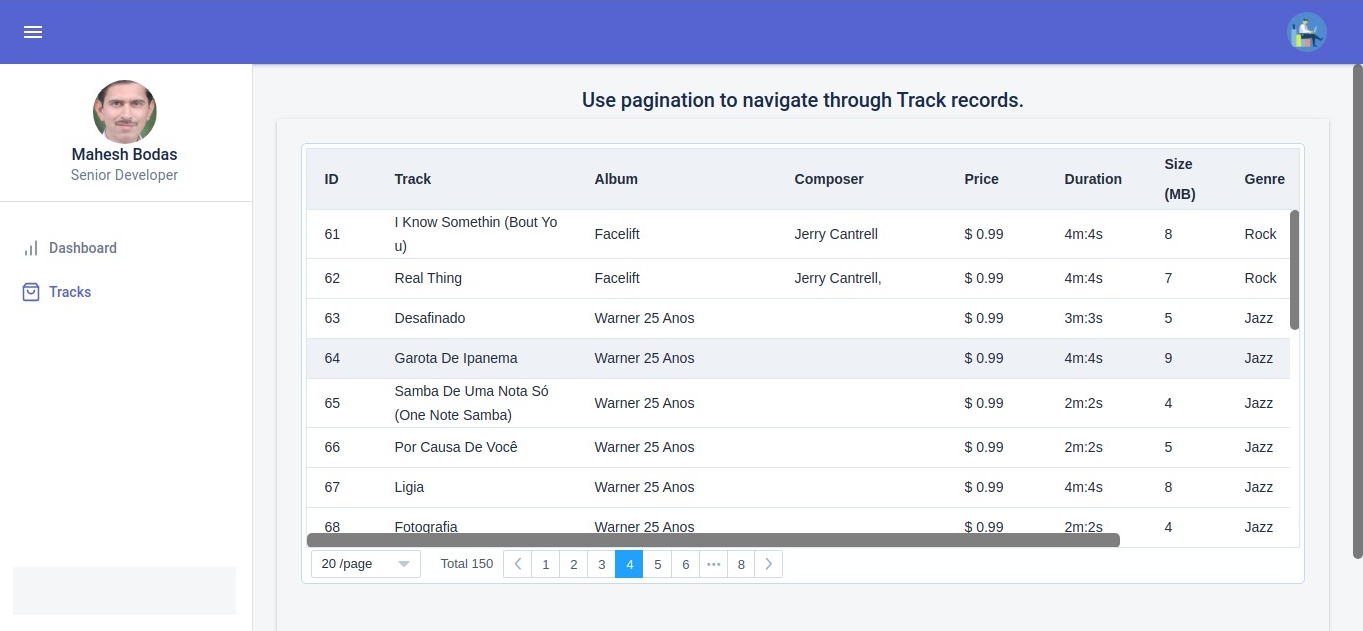 Mahesh Bodas
Senior Developer
Dashboard
Tracks
Use pagination to navigate through Track records.
ID Track Album Composer Price Duration Size (MB) Genre
61 I Know Somethin (Bout Yo Facelift Jerry Cantrell $ 0.99 4m:4s 8 Rock
u)
62 Real Thing Facelift Jerry Cantrell, $ 0.99 4m:4s 7 Rock
63 Desafinado Warner 25 Anos $ 0.99 3m:3s 5 Jazz
64 Garota De Ipanema Warner 25 Anos $ 0.99 4m:4s 9 Jazz
65 Samba De Uma Nota Só Warner 25 Anos $ 0.99 2m:2s 4 Jazz
(One Note Samba)
66 Por Causa De Você Warner 25 Anos $ 0.99 2m:2s 5 Jazz
67 Ligia Warner 25 Anos $ 0.99 4m:4s 8 Jazz
68 Fotografia Warner 25 Anos $ 0.99 2m:2s 4 Jazz
20 /page Total 150 1 2 3 4 5 6 ••• 8